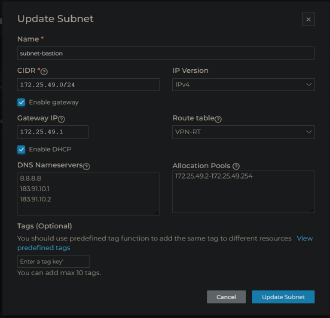 Update Subnet
Name *
subnet-bastion
CIDR *
IP Version
172.25.49.0/24
IPv4
Enable gateway
Gateway IP
Route table
172.25.49.1
VPN-RT
Enable DHCP
DNS Nameservers
Allocation Pools
8.8.8.8
183.91.10.1
183.91.10.2
172.25.49.2-172.25.49.254
Tags (Optional)
You should use predefined tag function to add the same tag to different resources View
predefined tags
Enter a tag key'
You can add max 10 tags.
Cancel
Update Subnet